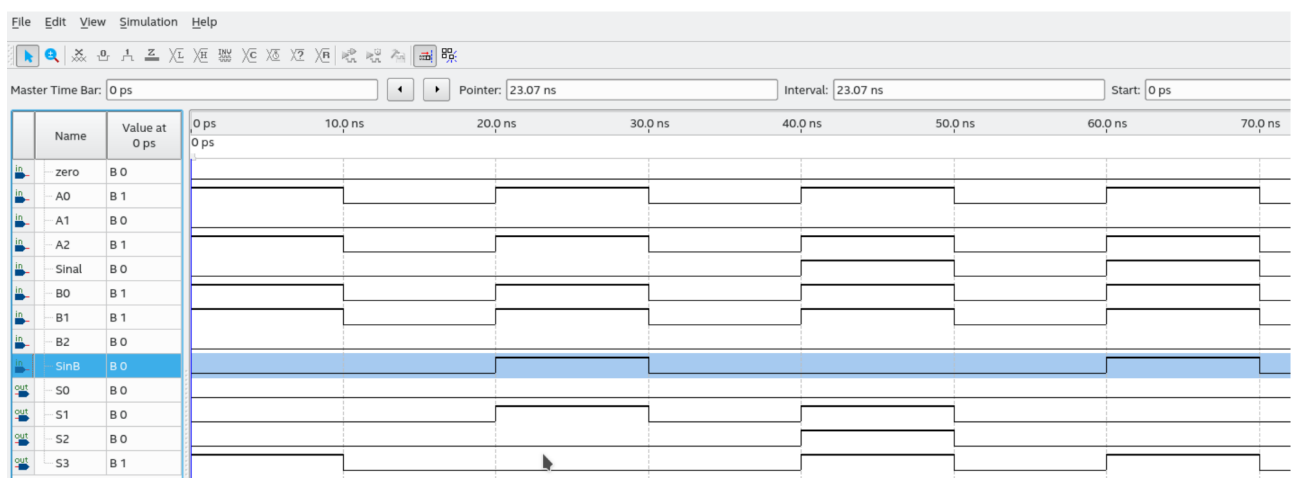 File Edit View Simulation Help
Master Time Bar: 0 ps Pointer: 23.07 ns Interval: 23.07 ns Start: 0 ps
Name Value at 0 ps 0 ps 10.0 ns 20.0 ns 30.0 ns 40.0 ns 50.0 ns 60.0 ns 70.0 ns
0 ps
in zero B 0
in A0 B 1
in A1 B 0
in A2 B 1
in Sinal B 0
in B0 B 1
in B1 B 1
in B2 B 0
in SinB B 0
out S0 B 0
out S1 B 0
out S2 B 0
out S3 B 1